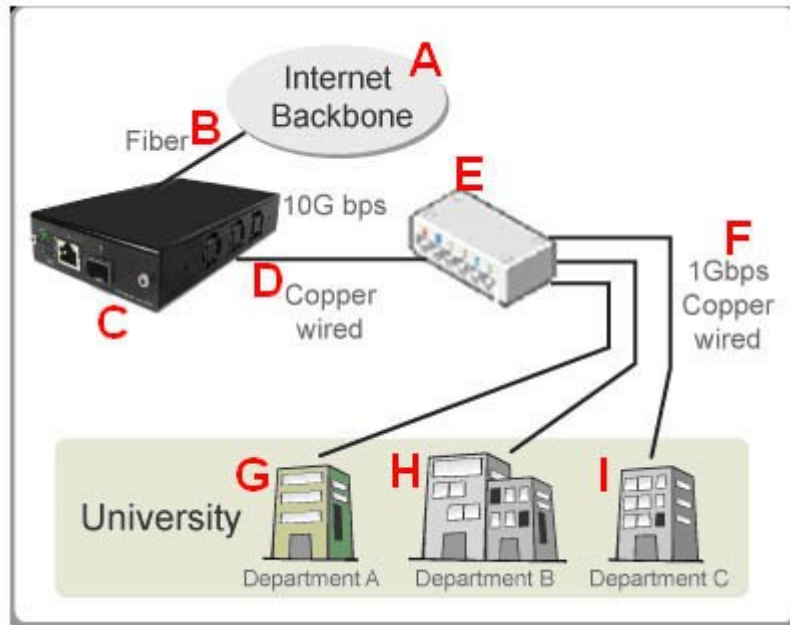 A
Internet
Backbone
Fiber B
10G bps
E
F
1Gbps
Copper
wired
C
D Copper
wired
G
H
I
University
Department A Department B Department C